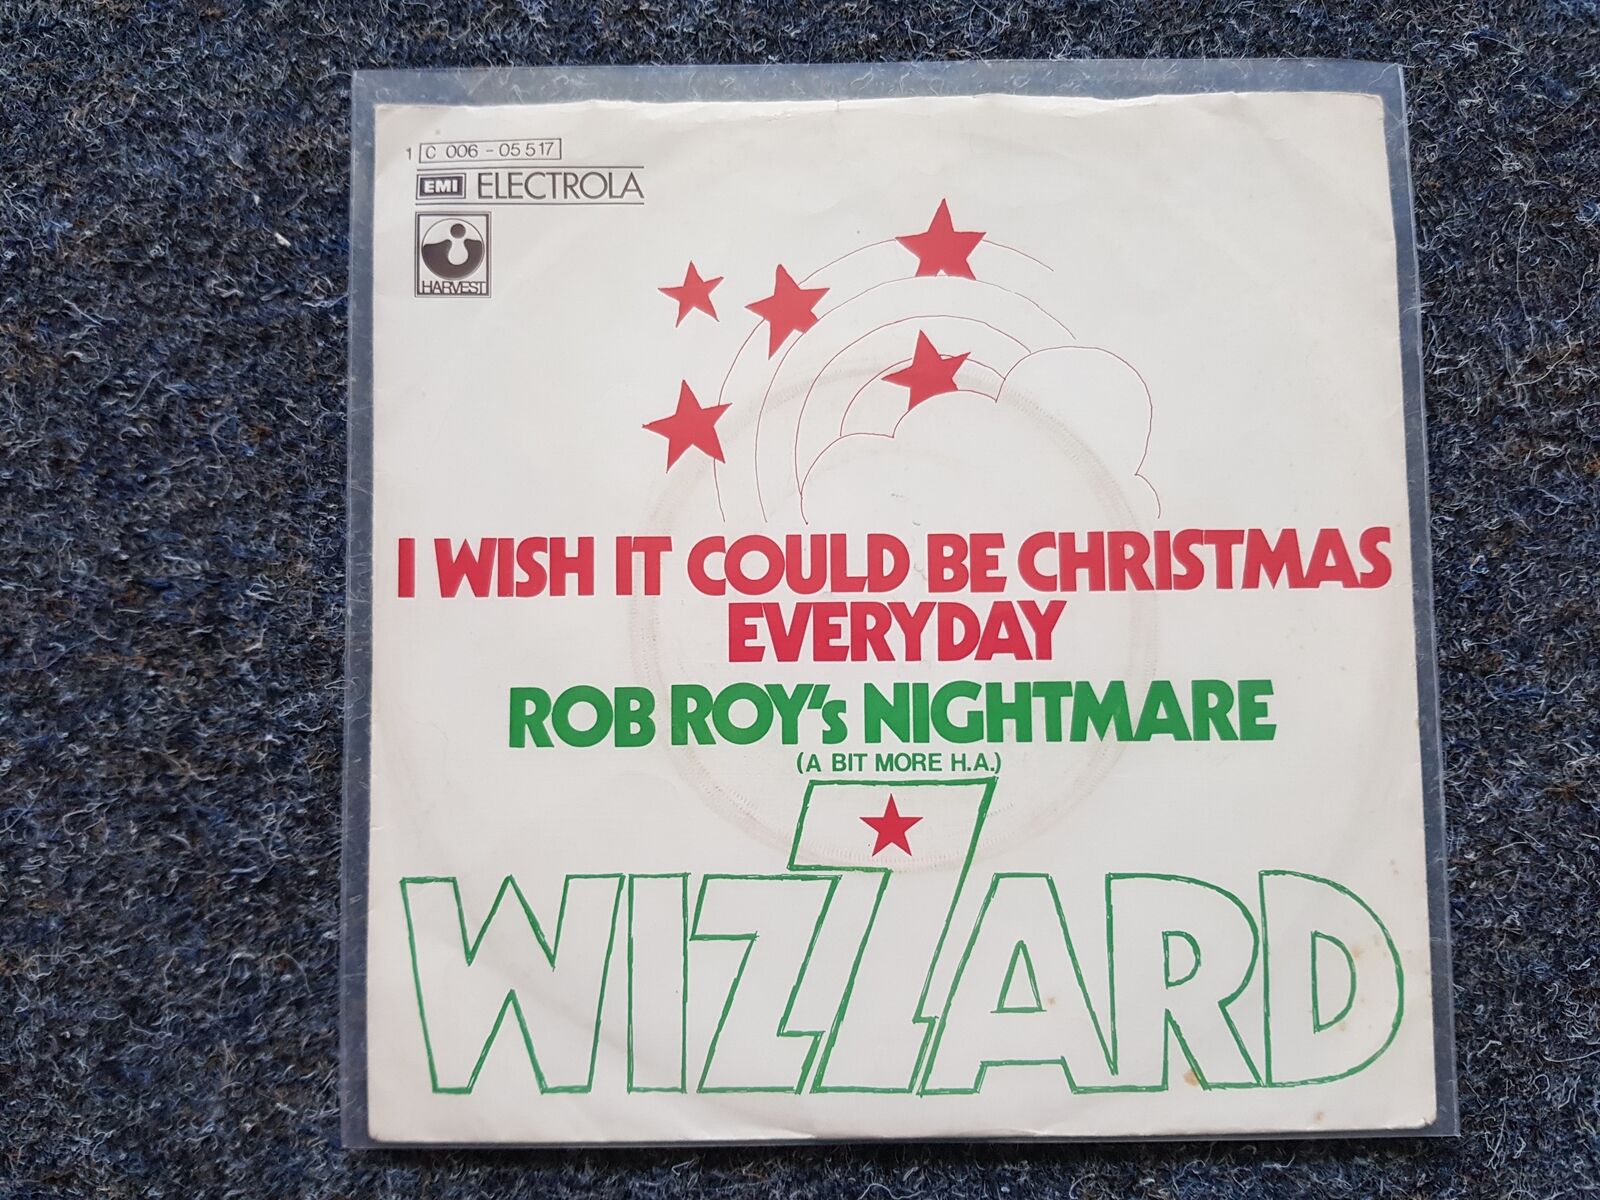 1 C 006 - 05 517
EMI ELECTROLA
HARVEST
I WISH IT COULD BE CHRISTMAS
EVERYDAY
ROB ROY's NIGHTMARE
(A BIT MORE H.A.)
WIZZARD